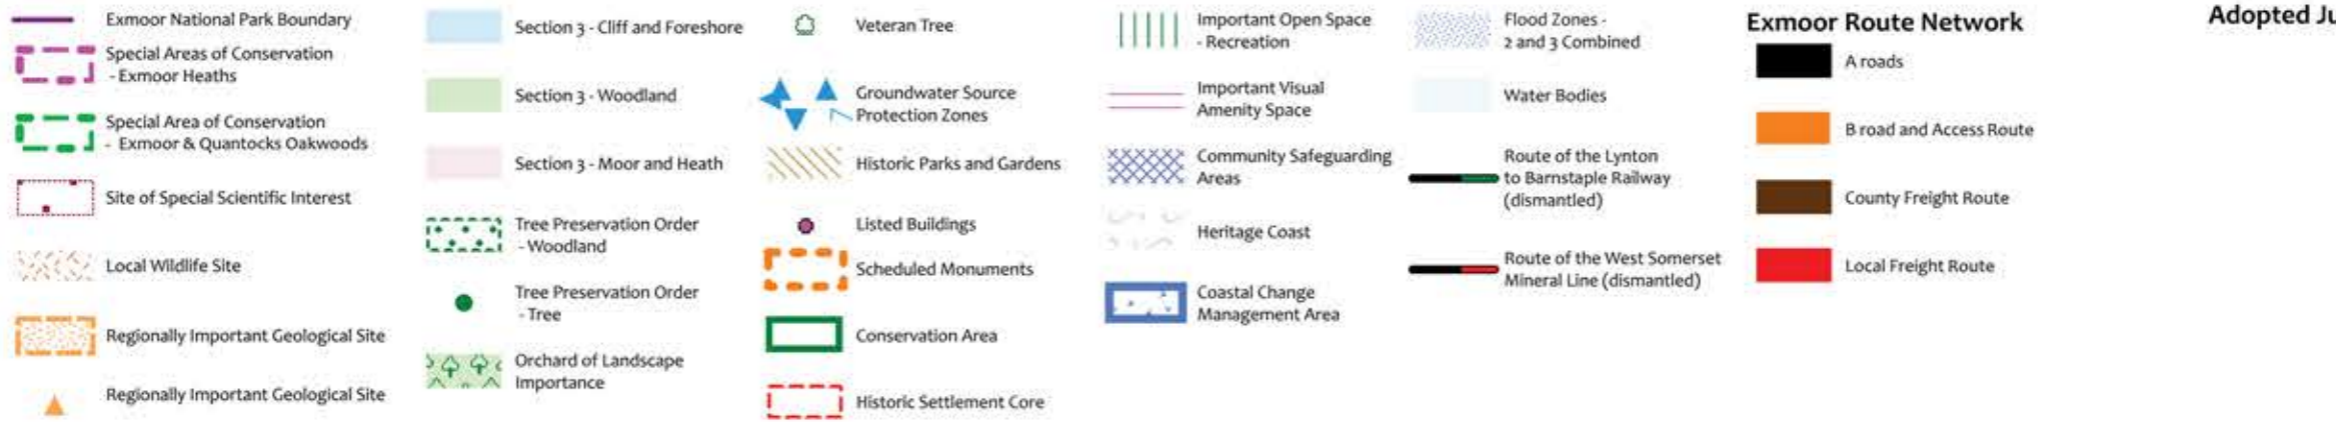 Exmoor National Park Boundary
Special Areas of Conservation
- Exmoor Heaths
Special Area of Conservation
- Exmoor & Quantocks Oakwoods
Site of Special Scientific Interest
Local Wildlife Site
Regionally Important Geological Site
Regionally Important Geological Site
Section 3 - Cliff and Foreshore
Section 3 - Woodland
Section 3 - Moor and Heath
Tree Preservation Order
- Woodland
Tree Preservation Order
- Tree
Orchard of Landscape
Importance
Veteran Tree
Groundwater Source
Protection Zones
Historic Parks and Gardens
Listed Buildings
Scheduled Monuments
Conservation Area
Historic Settlement Core
Important Open Space
- Recreation
Important Visual
Amenity Space
Community Safeguarding
Areas
Heritage Coast
Coastal Change
Management Area
Flood Zones -
2 and 3 Combined
Water Bodies
Route of the Lynton
to Barnstaple Railway
(dismantled)
Route of the West Somerset
Mineral Line (dismantled)
Exmoor Route Network
A roads
B road and Access Route
County Freight Route
Local Freight Route
Adopted